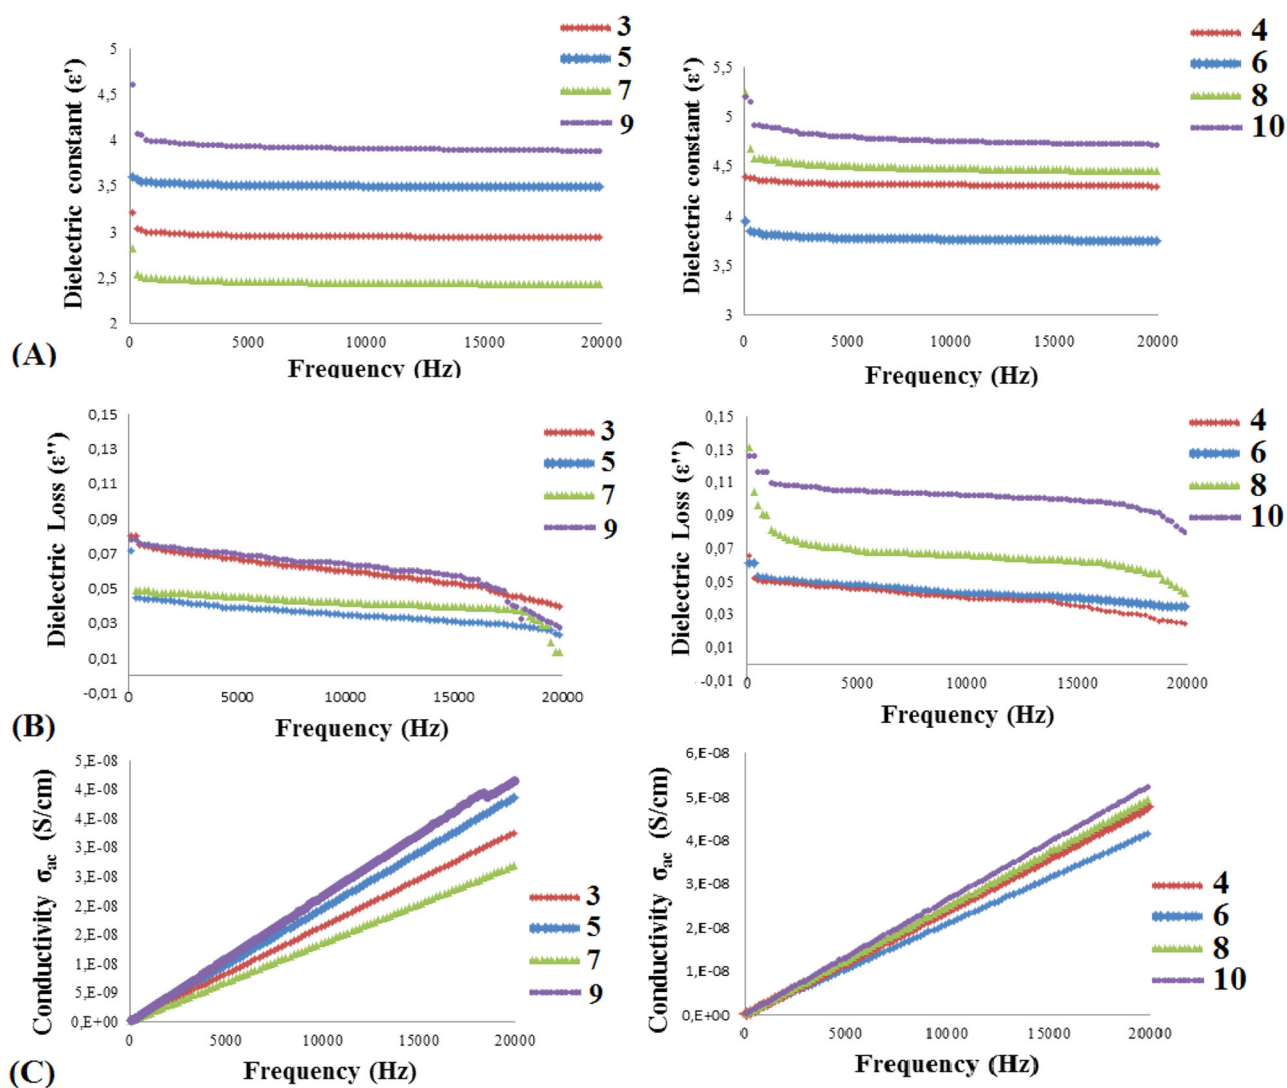 3
5
7
9
5
4,5
4
3,5
3
2,5
2
Dielectric constant (ε')
0 5000 10000 15000 20000
Frequency (Hz)
(A)
4
6
8
10
5,5
5
4,5
4
3,5
3
Dielectric constant (ε')
0 5000 10000 15000 20000
Frequency (Hz)
0,15
0,13
0,11
0,09
0,07
0,05
0,03
0,01
-0,01
Dielectric Loss (ε'')
3
5
7
9
0 5000 10000 15000 20000
Frequency (Hz)
(B)
0,15
0,13
0,11
0,09
0,07
0,05
0,03
0,01
-0,01
Dielectric Loss (ε'')
4
6
8
10
0 5000 10000 15000 20000
Frequency (Hz)
5,E-08
4,E-08
4,E-08
3,E-08
3,E-08
2,E-08
2,E-08
1,E-08
5,E-09
0,E+00
Conductivity σac (S/cm)
3
5
7
9
0 5000 10000 15000 20000
Frequency (Hz)
(C)
6,E-08
5,E-08
4,E-08
3,E-08
2,E-08
1,E-08
0,E+00
Conductivity σac (S/cm)
4
6
8
10
0 5000 10000 15000 20000
Frequency (Hz)